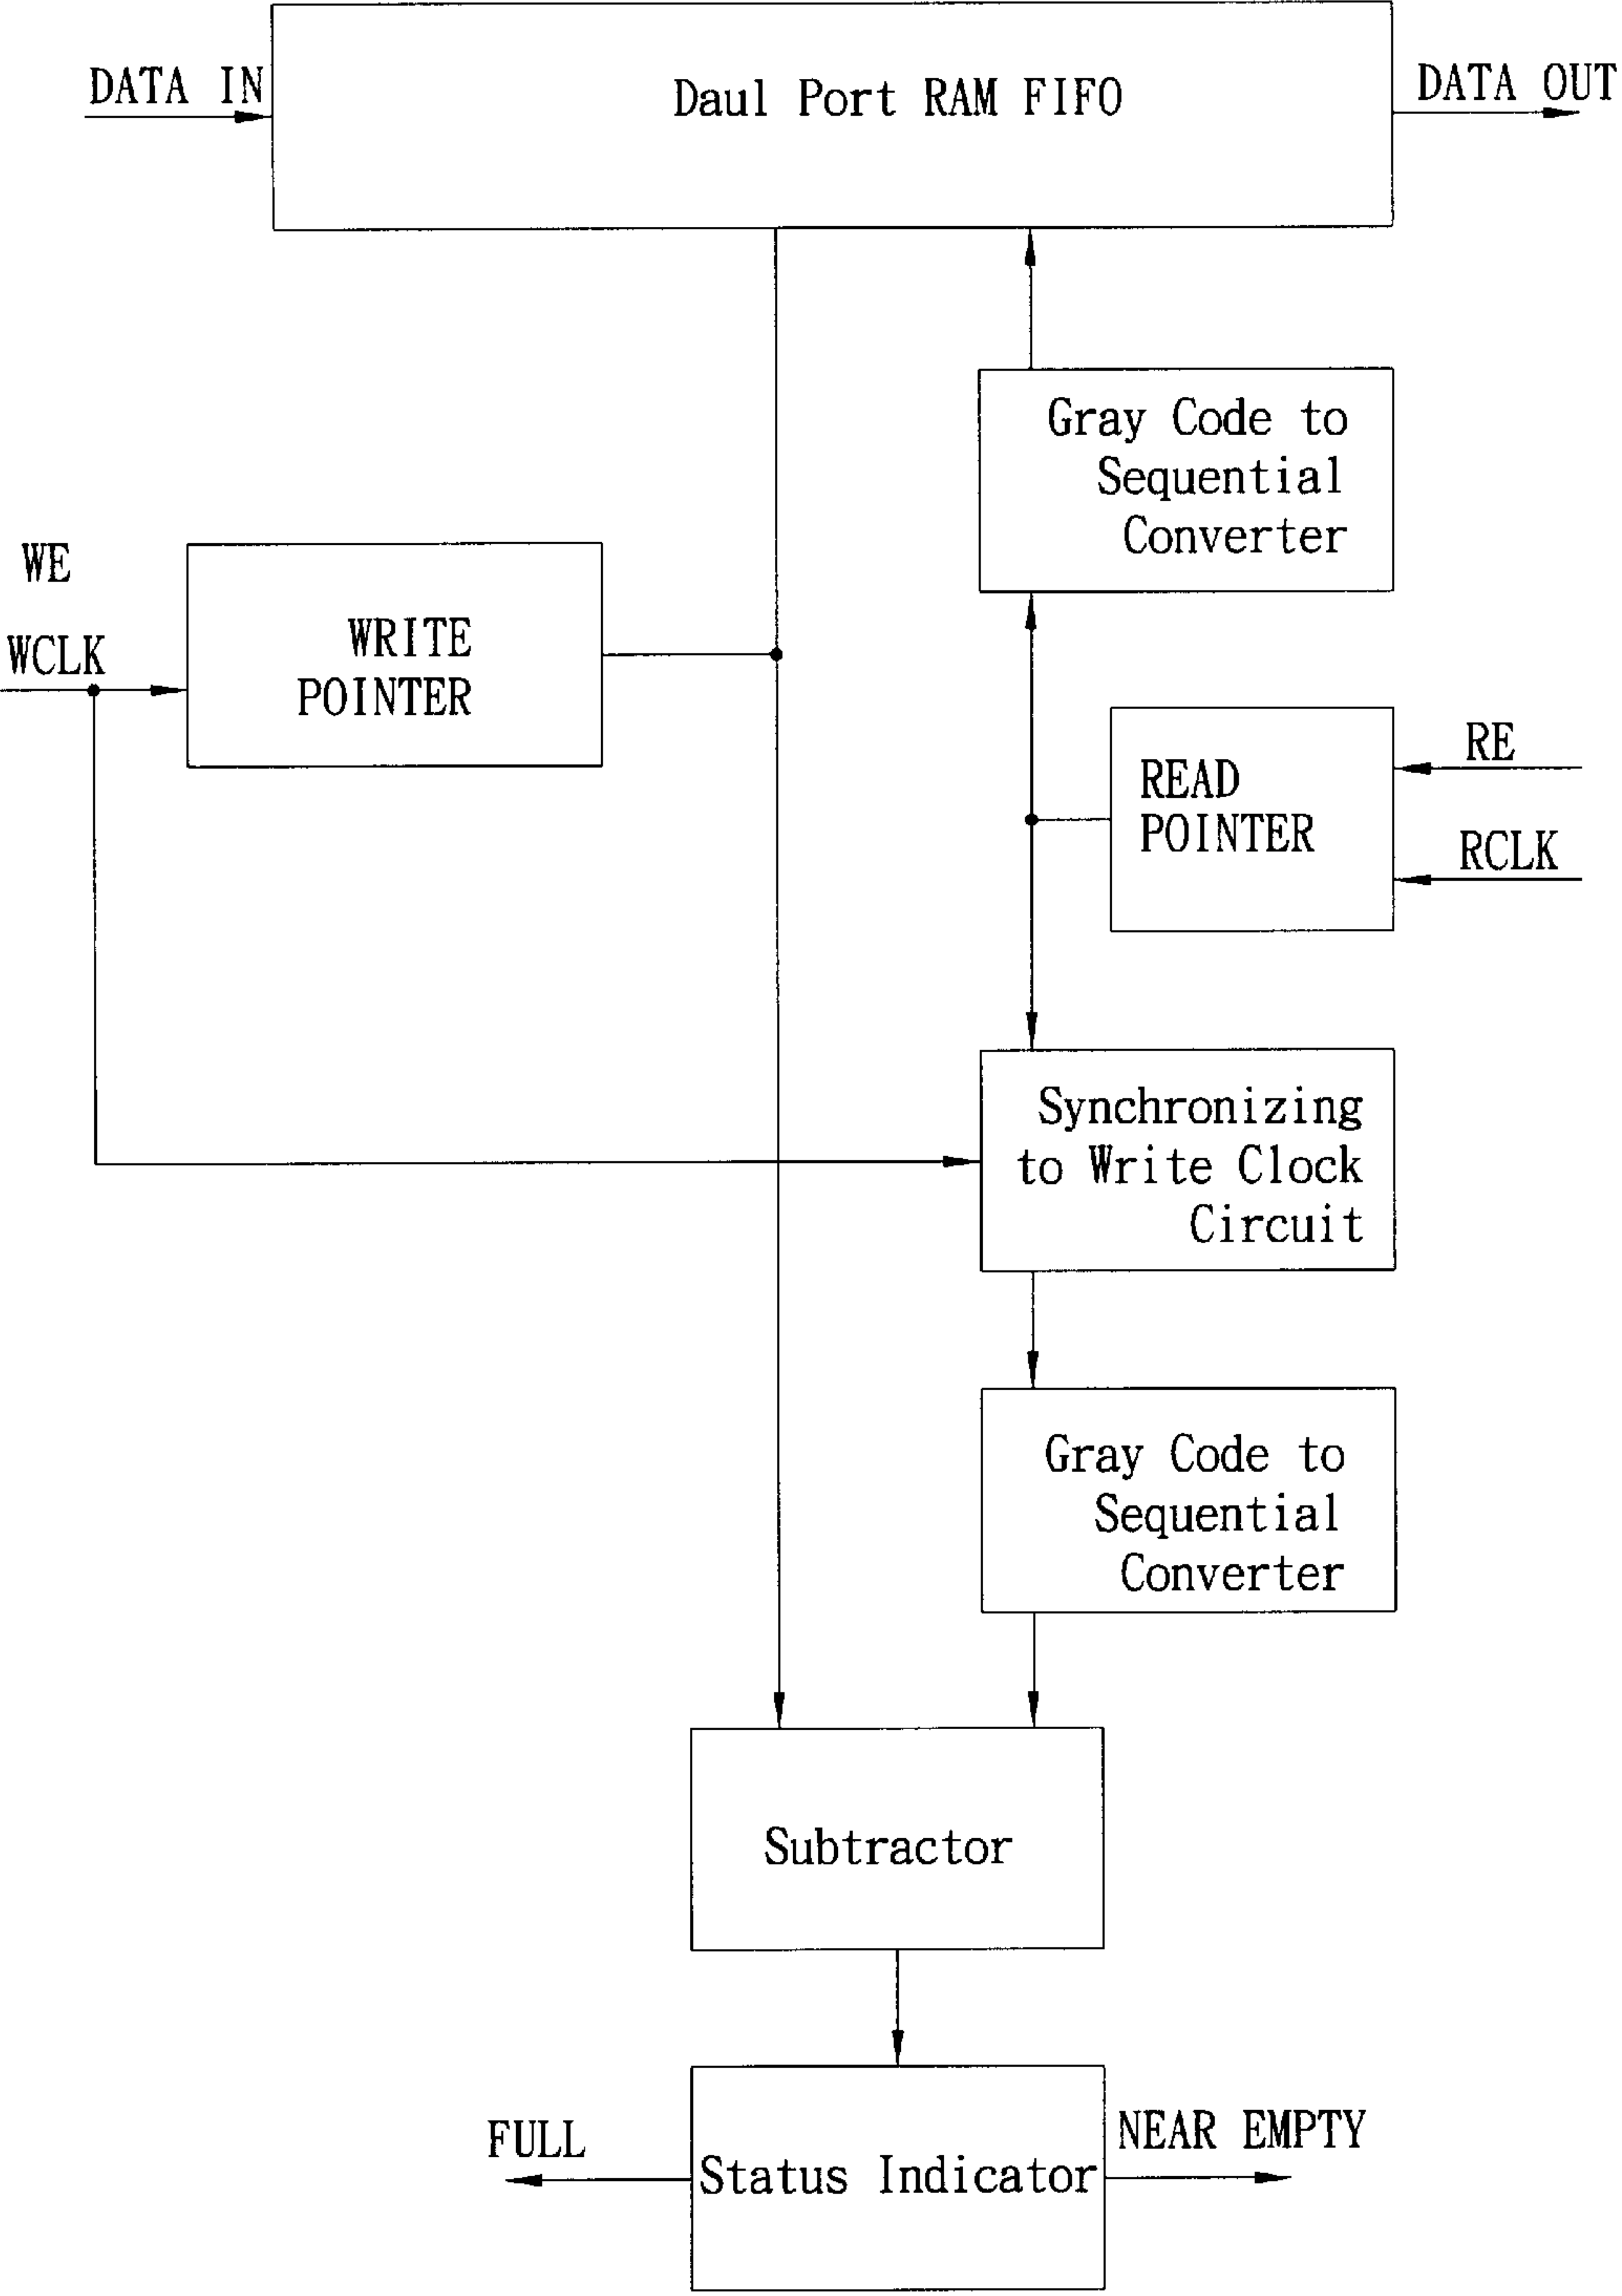 DATA IN
Daul Port RAM FIFO
DATA OUT
Gray Code to
Sequential
Converter
WE
WCLK
WRITE
POINTER
READ
POINTER
RE
RCLK
Synchronizing
to Write Clock
Circuit
Gray Code to
Sequential
Converter
Subtractor
FULL
Status Indicator
NEAR EMPTY